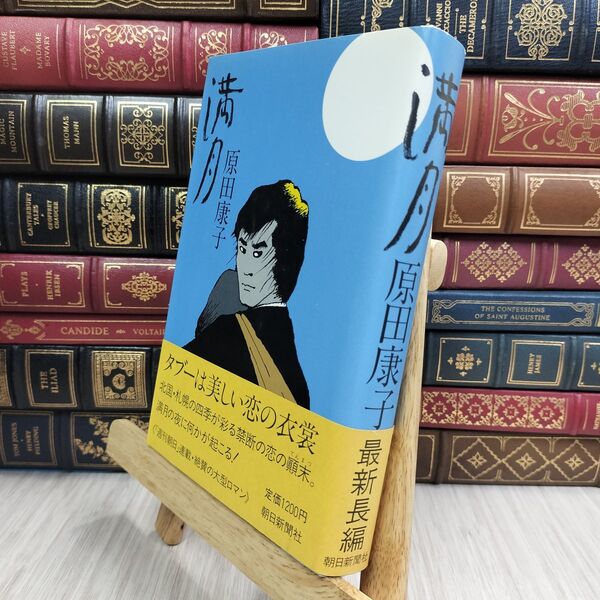 満月
原田康子
タブーは美しい恋の衣裳
北国・札幌の四季が彩る禁断の恋の顚末。
満月の夜に何かが起こる!
《「週刊朝日」連載・絶賛の大型ロマン》
定価1200円
朝日新聞社
満月
原田康子
最新長編
朝日新聞社
GUSTAVE FLAUBERT
MADAME BOVARY
MAGIC MOUNTAIN
THOMAS MANN
CANTERBURY TALES
GEOFFREY CHAUCER
PLAYS
HENRIK IBSEN
CANDIDE
VOLTAIRE
THE ILIAD
TOM JONES
HENRY FIELDING
THE DECAMERON
THE CONFESSIONS
OF SAINT AUGUSTINE
HENRY JAMES